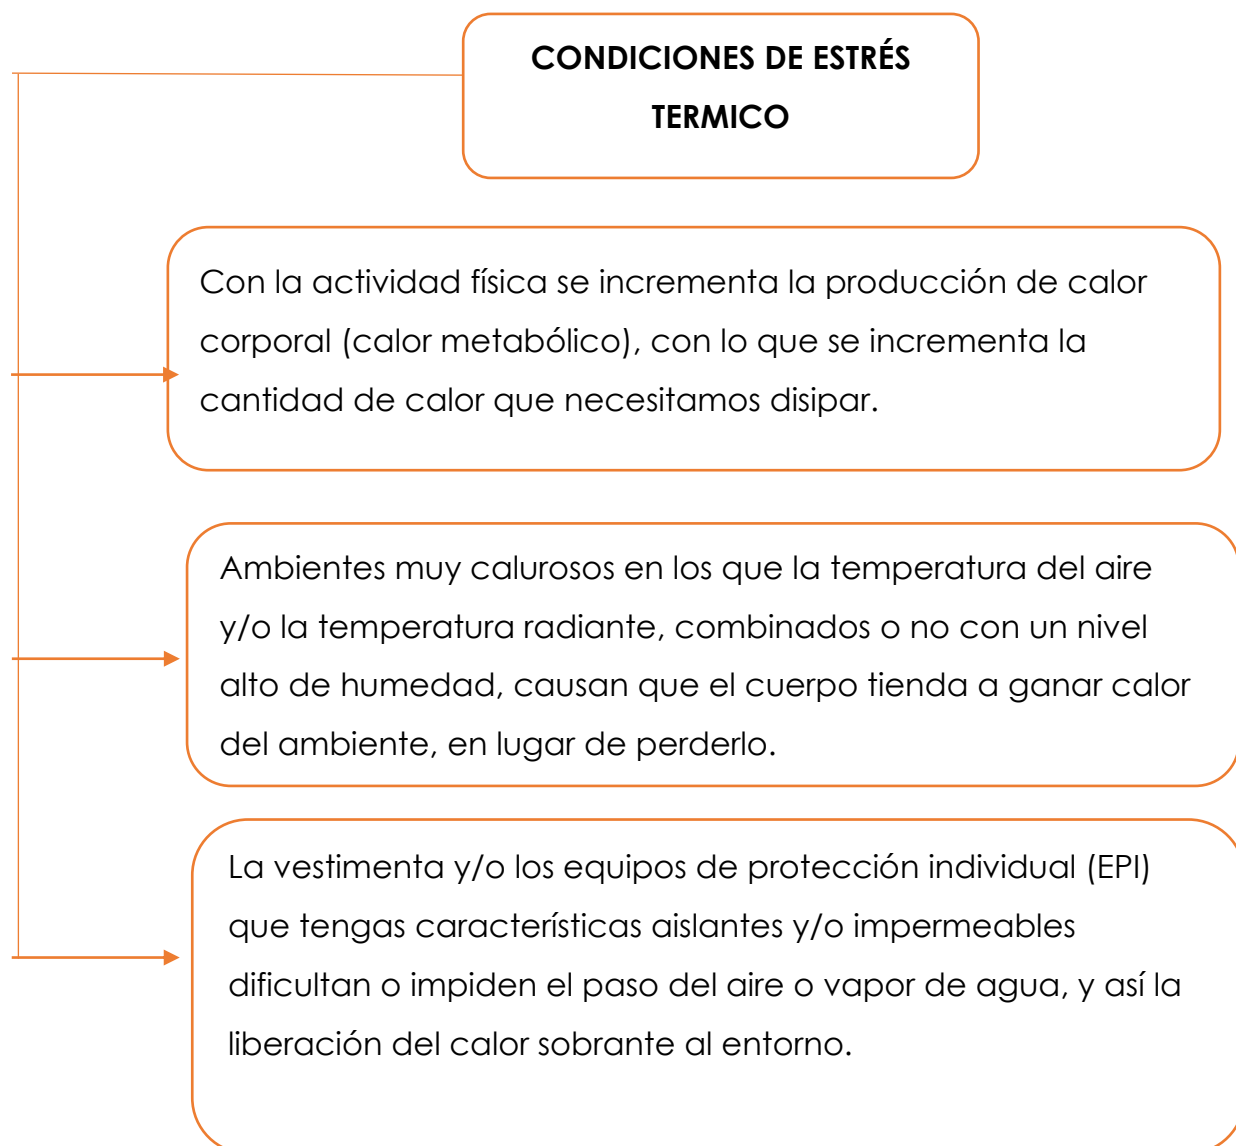 CONDICIONES DE ESTRÉS
TERMICO
Con la actividad física se incrementa la producción de calor
corporal (calor metabólico), con lo que se incrementa la
cantidad de calor que necesitamos disipar.
Ambientes muy calurosos en los que la temperatura del aire
y/o la temperatura radiante, combinados o no con un nivel
alto de humedad, causan que el cuerpo tienda a ganar calor
del ambiente, en lugar de perderlo.
La vestimenta y/o los equipos de protección individual (EPI)
que tengas características aislantes y/o impermeables
dificultan o impiden el paso del aire o vapor de agua, y así la
liberación del calor sobrante al entorno.